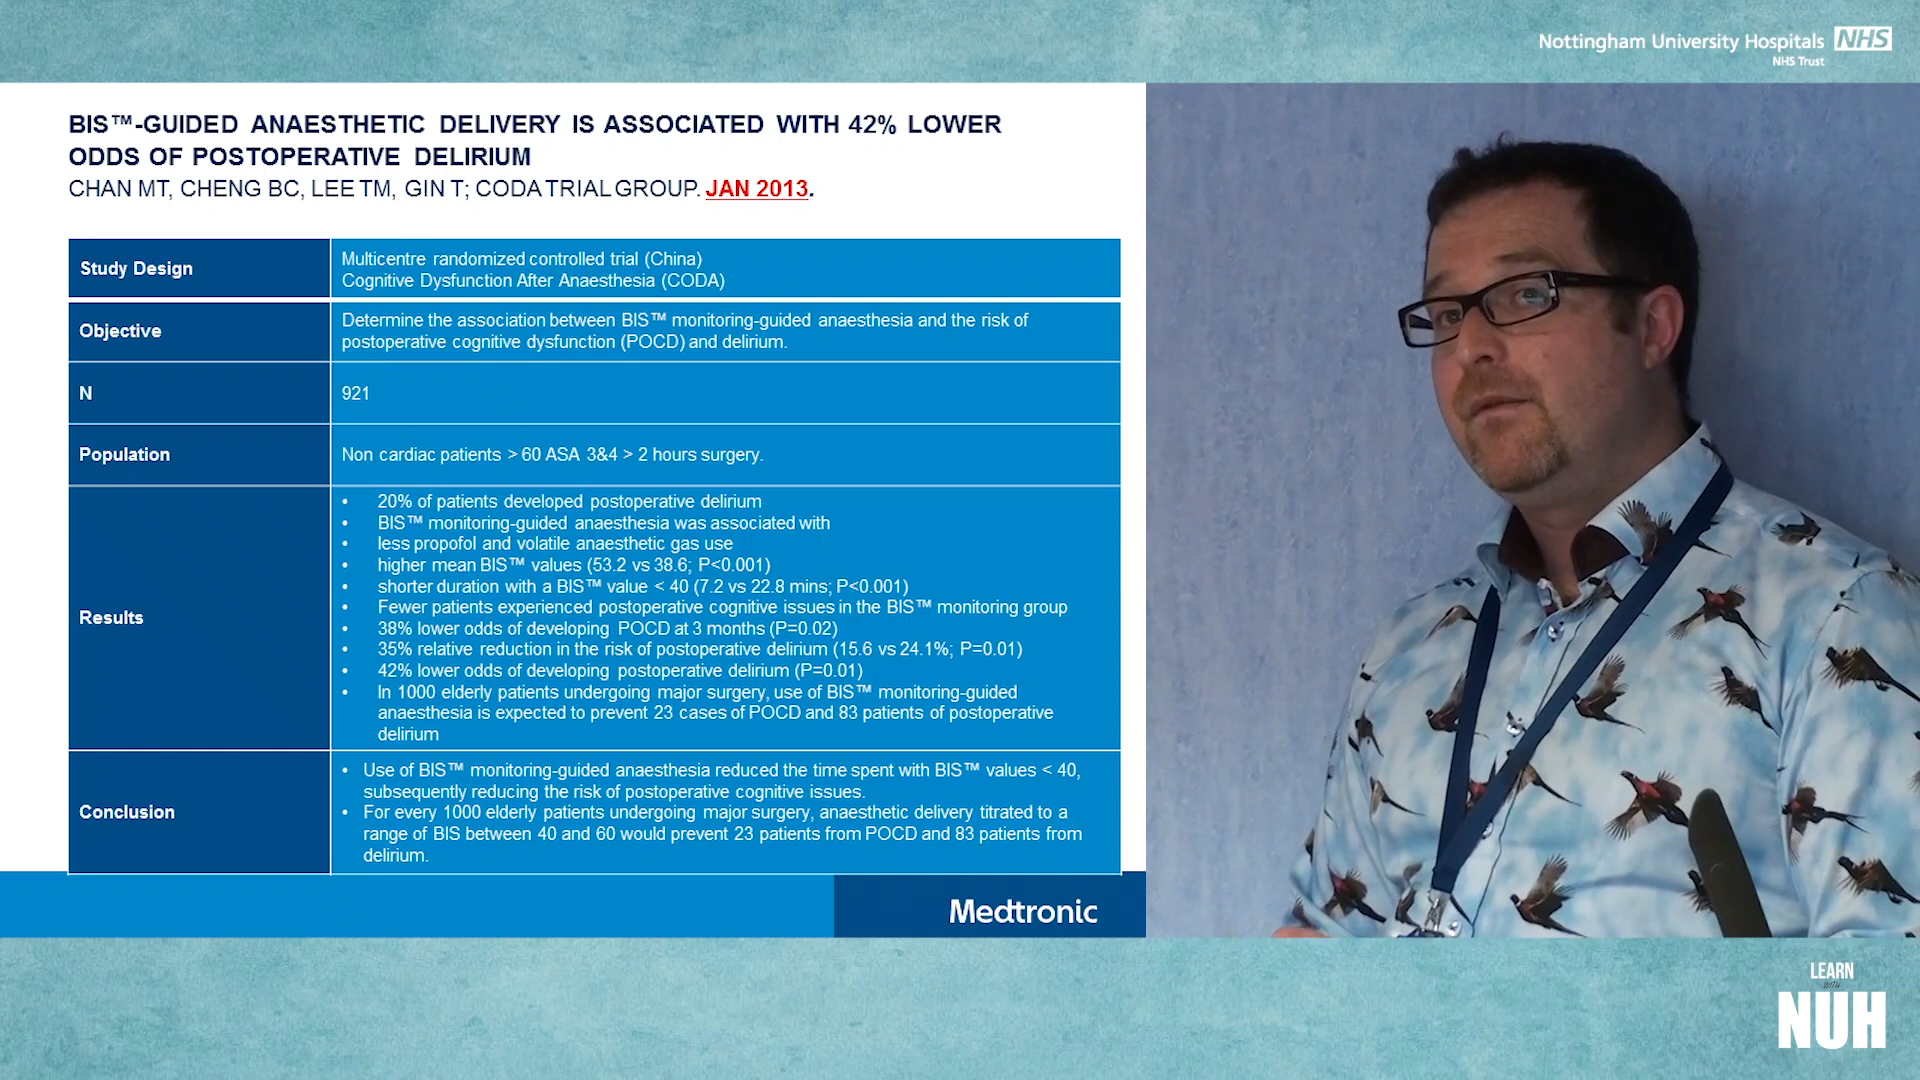 Nottingham University Hospitals NHS
NHS Trust
BIS™-GUIDED ANAESTHETIC DELIVERY IS ASSOCIATED WITH 42% LOWER
ODDS OF POSTOPERATIVE DELIRIUM
CHAN MT, CHENG BC, LEE TM, GIN T; CODA TRIAL GROUP. JAN 2013.
Study Design
Multicentre randomized controlled trial (China)
Cognitive Dysfunction After Anaesthesia (CODA)
Objective
Determine the association between BIS™ monitoring-guided anaesthesia and the risk of
postoperative cognitive dysfunction (POCD) and delirium.
N
921
Population
Non cardiac patients > 60 ASA 3&4 > 2 hours surgery.
Results
• 20% of patients developed postoperative delirium
• BIS™ monitoring-guided anaesthesia was associated with
• less propofol and volatile anaesthetic gas use
• higher mean BIS™ values (53.2 vs 38.6; P<0.001)
• shorter duration with a BIS™ value < 40 (7.2 vs 22.8 mins; P<0.001)
• Fewer patients experienced postoperative cognitive issues in the BIS™ monitoring group
• 38% lower odds of developing POCD at 3 months (P=0.02)
• 35% relative reduction in the risk of postoperative delirium (15.6 vs 24.1%; P=0.01)
• 42% lower odds of developing postoperative delirium (P=0.01)
• In 1000 elderly patients undergoing major surgery, use of BIS™ monitoring-guided
anaesthesia is expected to prevent 23 cases of POCD and 83 patients of postoperative
delirium
Conclusion
• Use of BIS™ monitoring-guided anaesthesia reduced the time spent with BIS™ values < 40,
subsequently reducing the risk of postoperative cognitive issues.
• For every 1000 elderly patients undergoing major surgery, anaesthetic delivery titrated to a
range of BIS between 40 and 60 would prevent 23 patients from POCD and 83 patients from
delirium.
Medtronic
LEARN
WITH
NUH